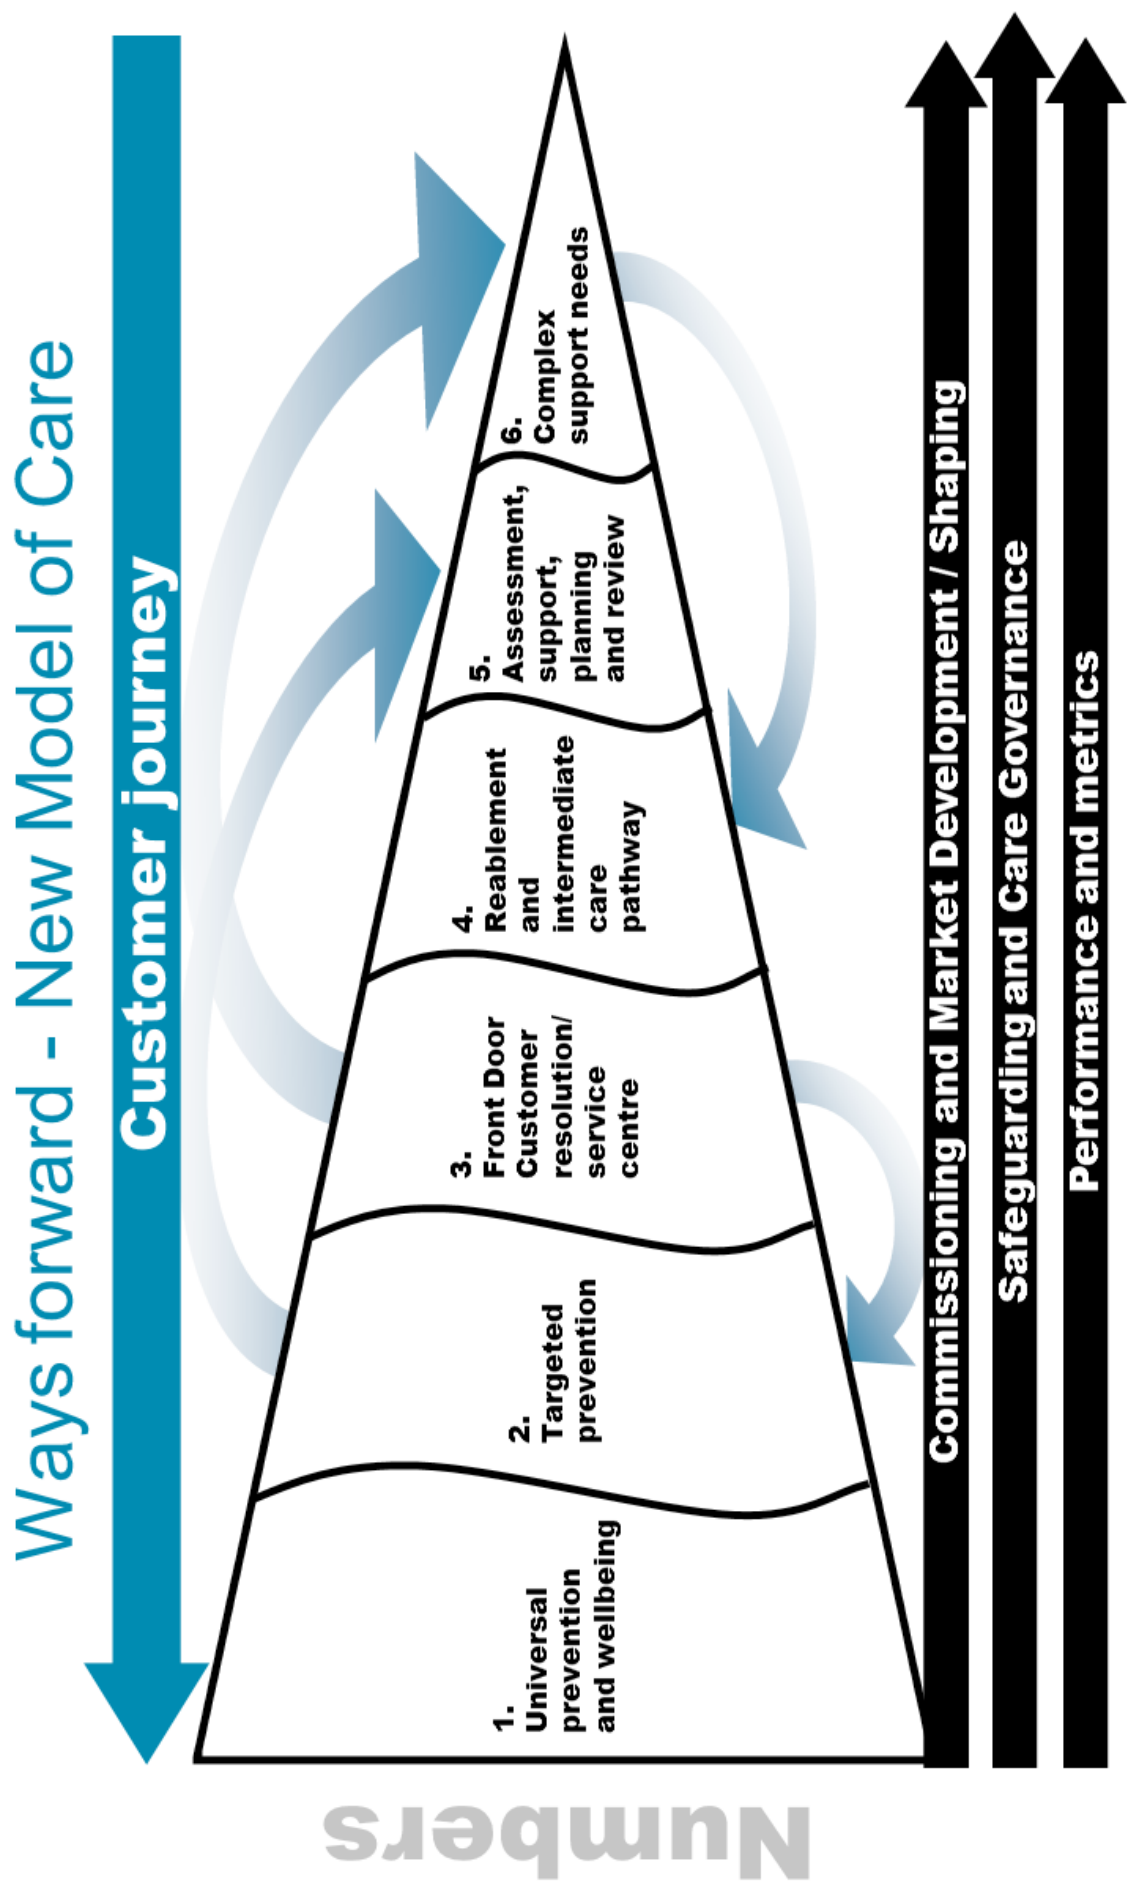 Ways forward - New Model of Care
Customer journey
Numbers
1.
Universal
prevention
and wellbeing
2.
Targeted
prevention
3.
Front Door
Customer
resolution/
service
centre
4.
Reablement
and
intermediate
care
pathway
5.
Assessment,
support,
planning
and review
6.
Complex
support needs
Commissioning and Market Development / Shaping
Safeguarding and Care Governance
Performance and metrics